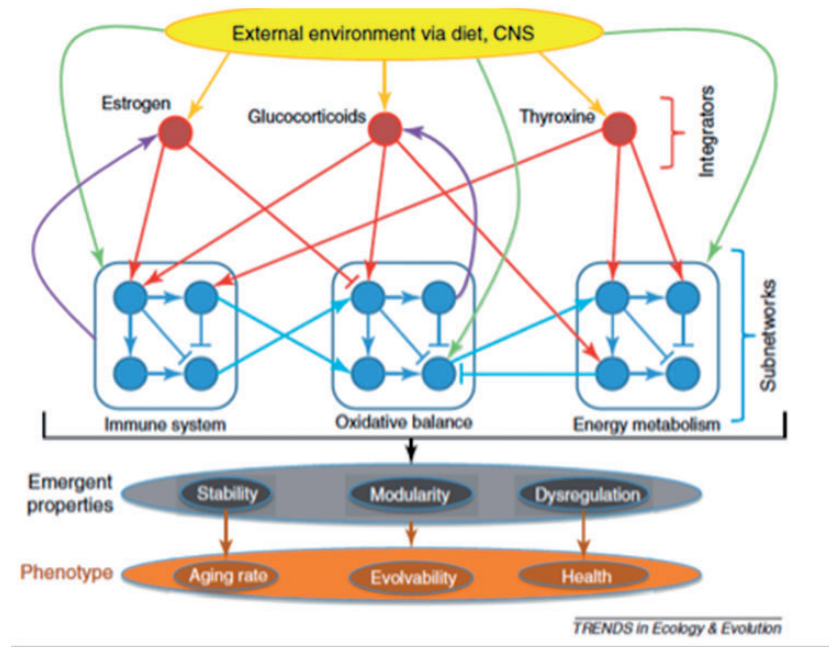 External environment via diet, CNS
Estrogen
Glucocorticoids
Thyroxine
Integrators
Subnetworks
Immune system
Oxidative balance
Energy metabolism
Emergent
properties
Stability
Modularity
Dysregulation
Phenotype
Aging rate
Evolvability
Health
TRENDS in Ecology & Evolution